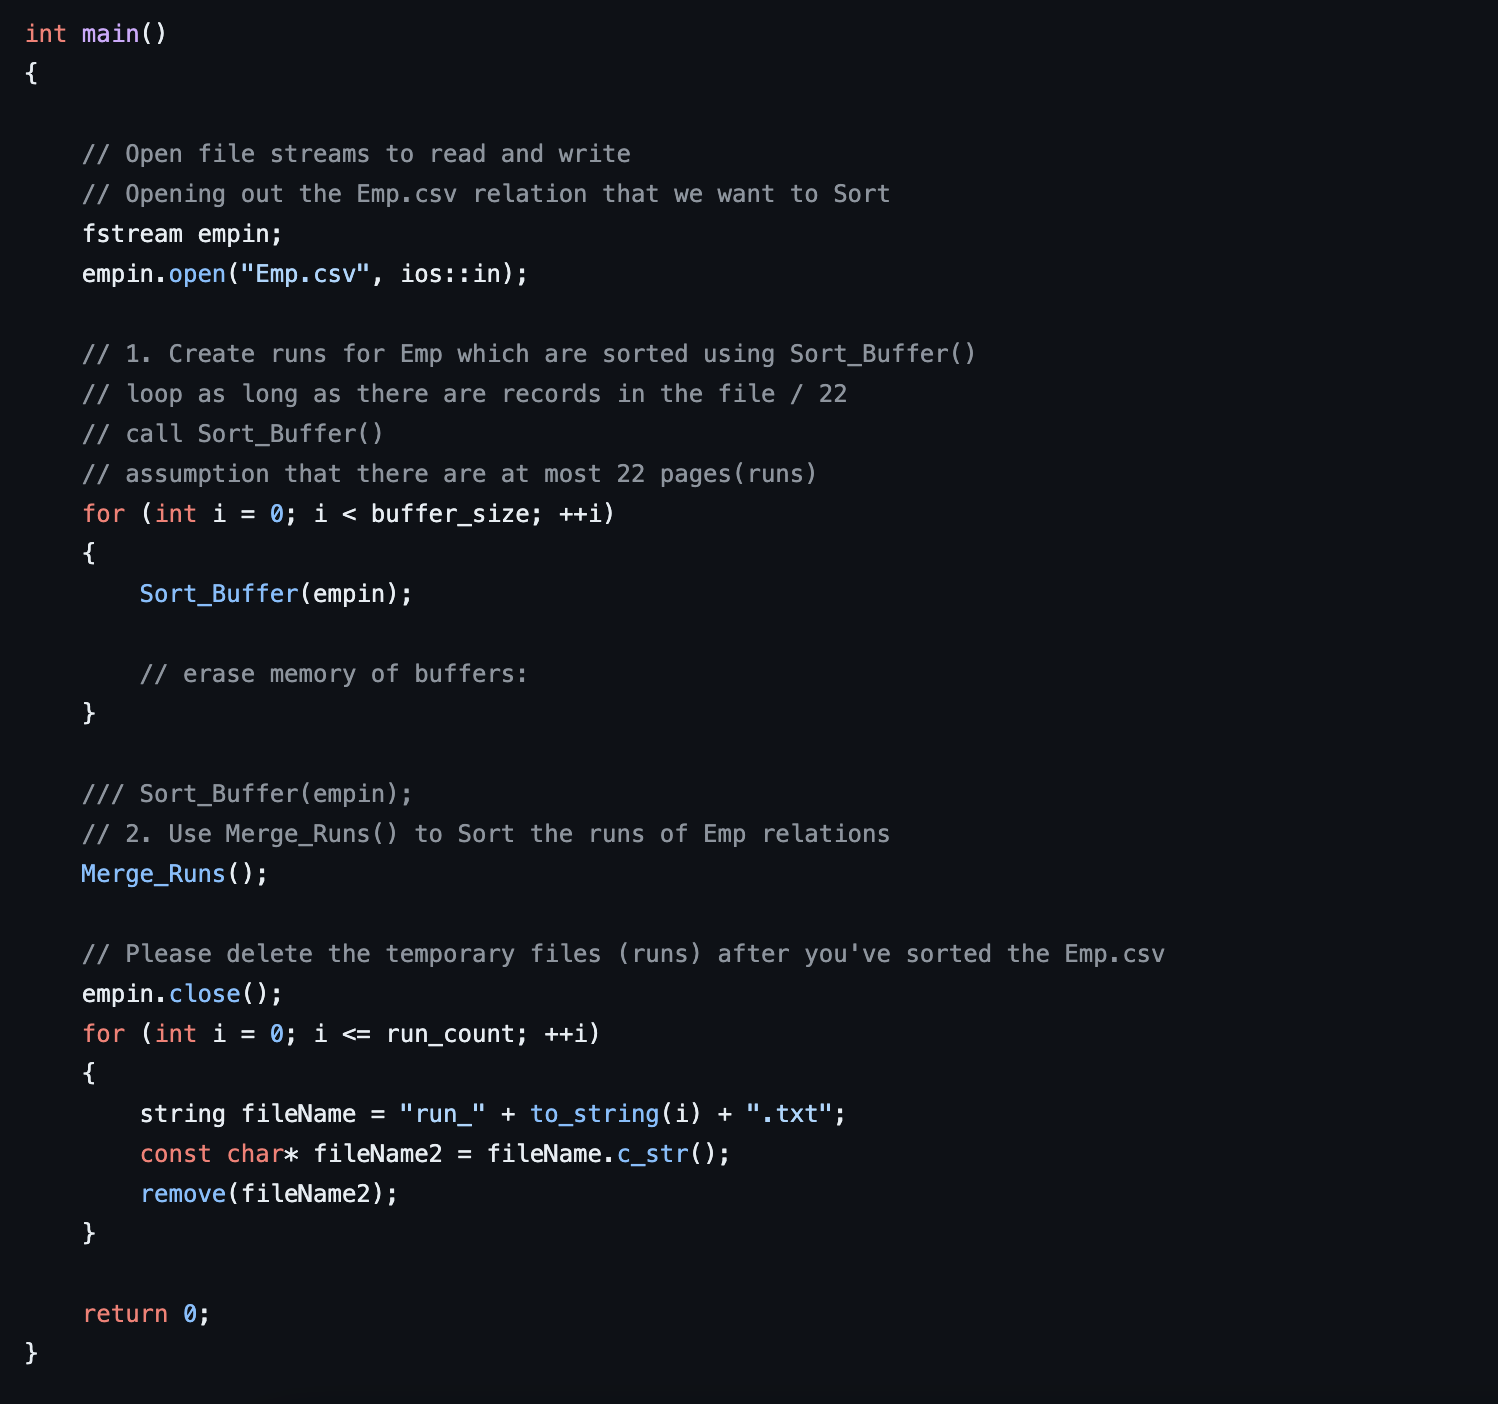 int main()
{
// Open file streams to read and write
// Opening out the Emp.csv relation that we want to Sort
fstream empin;
empin.open("Emp.csv", ios::in);
// 1. Create runs for Emp which are sorted using Sort_Buffer()
// loop as long as there are records in the file / 22
// call Sort_Buffer()
// assumption that there are at most 22 pages(runs)
for (int i = 0; i < buffer_size; ++i)
{
Sort_Buffer(empin);
// erase memory of buffers:
}
/// Sort_Buffer(empin);
// 2. Use Merge_Runs() to Sort the runs of Emp relations
Merge_Runs();
// Please delete the temporary files (runs) after you've sorted the Emp.csv
empin.close();
for (int i = 0; i <= run_count; ++i)
{
string fileName = "run_" + to_string(i) + ".txt";
const char* fileName2 = fileName.c_str();
remove(fileName2);
}
return 0;
}